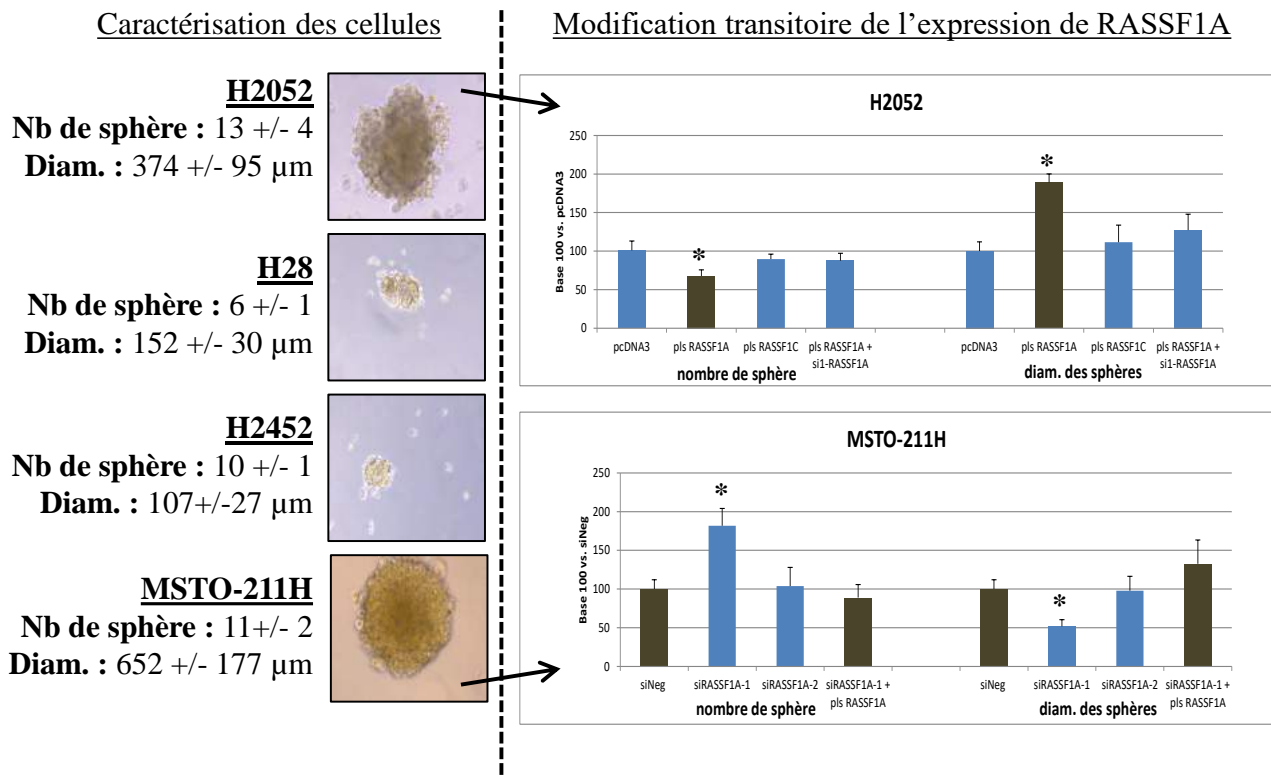 Caractérisation des cellules
Modification transitoire de l'expression de RASSF1A
H2052
Nb de sphère : 13 +/- 4
Diam. : 374 +/- 95 µm
H28
Nb de sphère : 6 +/- 1
Diam. : 152 +/- 30 µm
H2452
Nb de sphère : 10 +/- 1
Diam. : 107+/-27 µm
MSTO-211H
Nb de sphère : 11+/- 2
Diam. : 652 +/- 177 µm
H2052
Base 100 vs. pcDNA3
250
200
150
100
50
0
*
*
pcDNA3 pls RASSF1A pls RASSF1C pls RASSF1A +
si1-RASSF1A
pcDNA3 pls RASSF1A pls RASSF1C pls RASSF1A +
si1-RASSF1A
nombre de sphère
diam. des sphères
MSTO-211H
Base 100 vs. siNeg
250
200
150
100
50
0
*
*
siNeg siRASSF1A-1 siRASSF1A-2 siRASSF1A-1 +
pls RASSF1A
siNeg siRASSF1A-1 siRASSF1A-2 siRASSF1A-1 +
pls RASSF1A
nombre de sphère
diam. des sphères